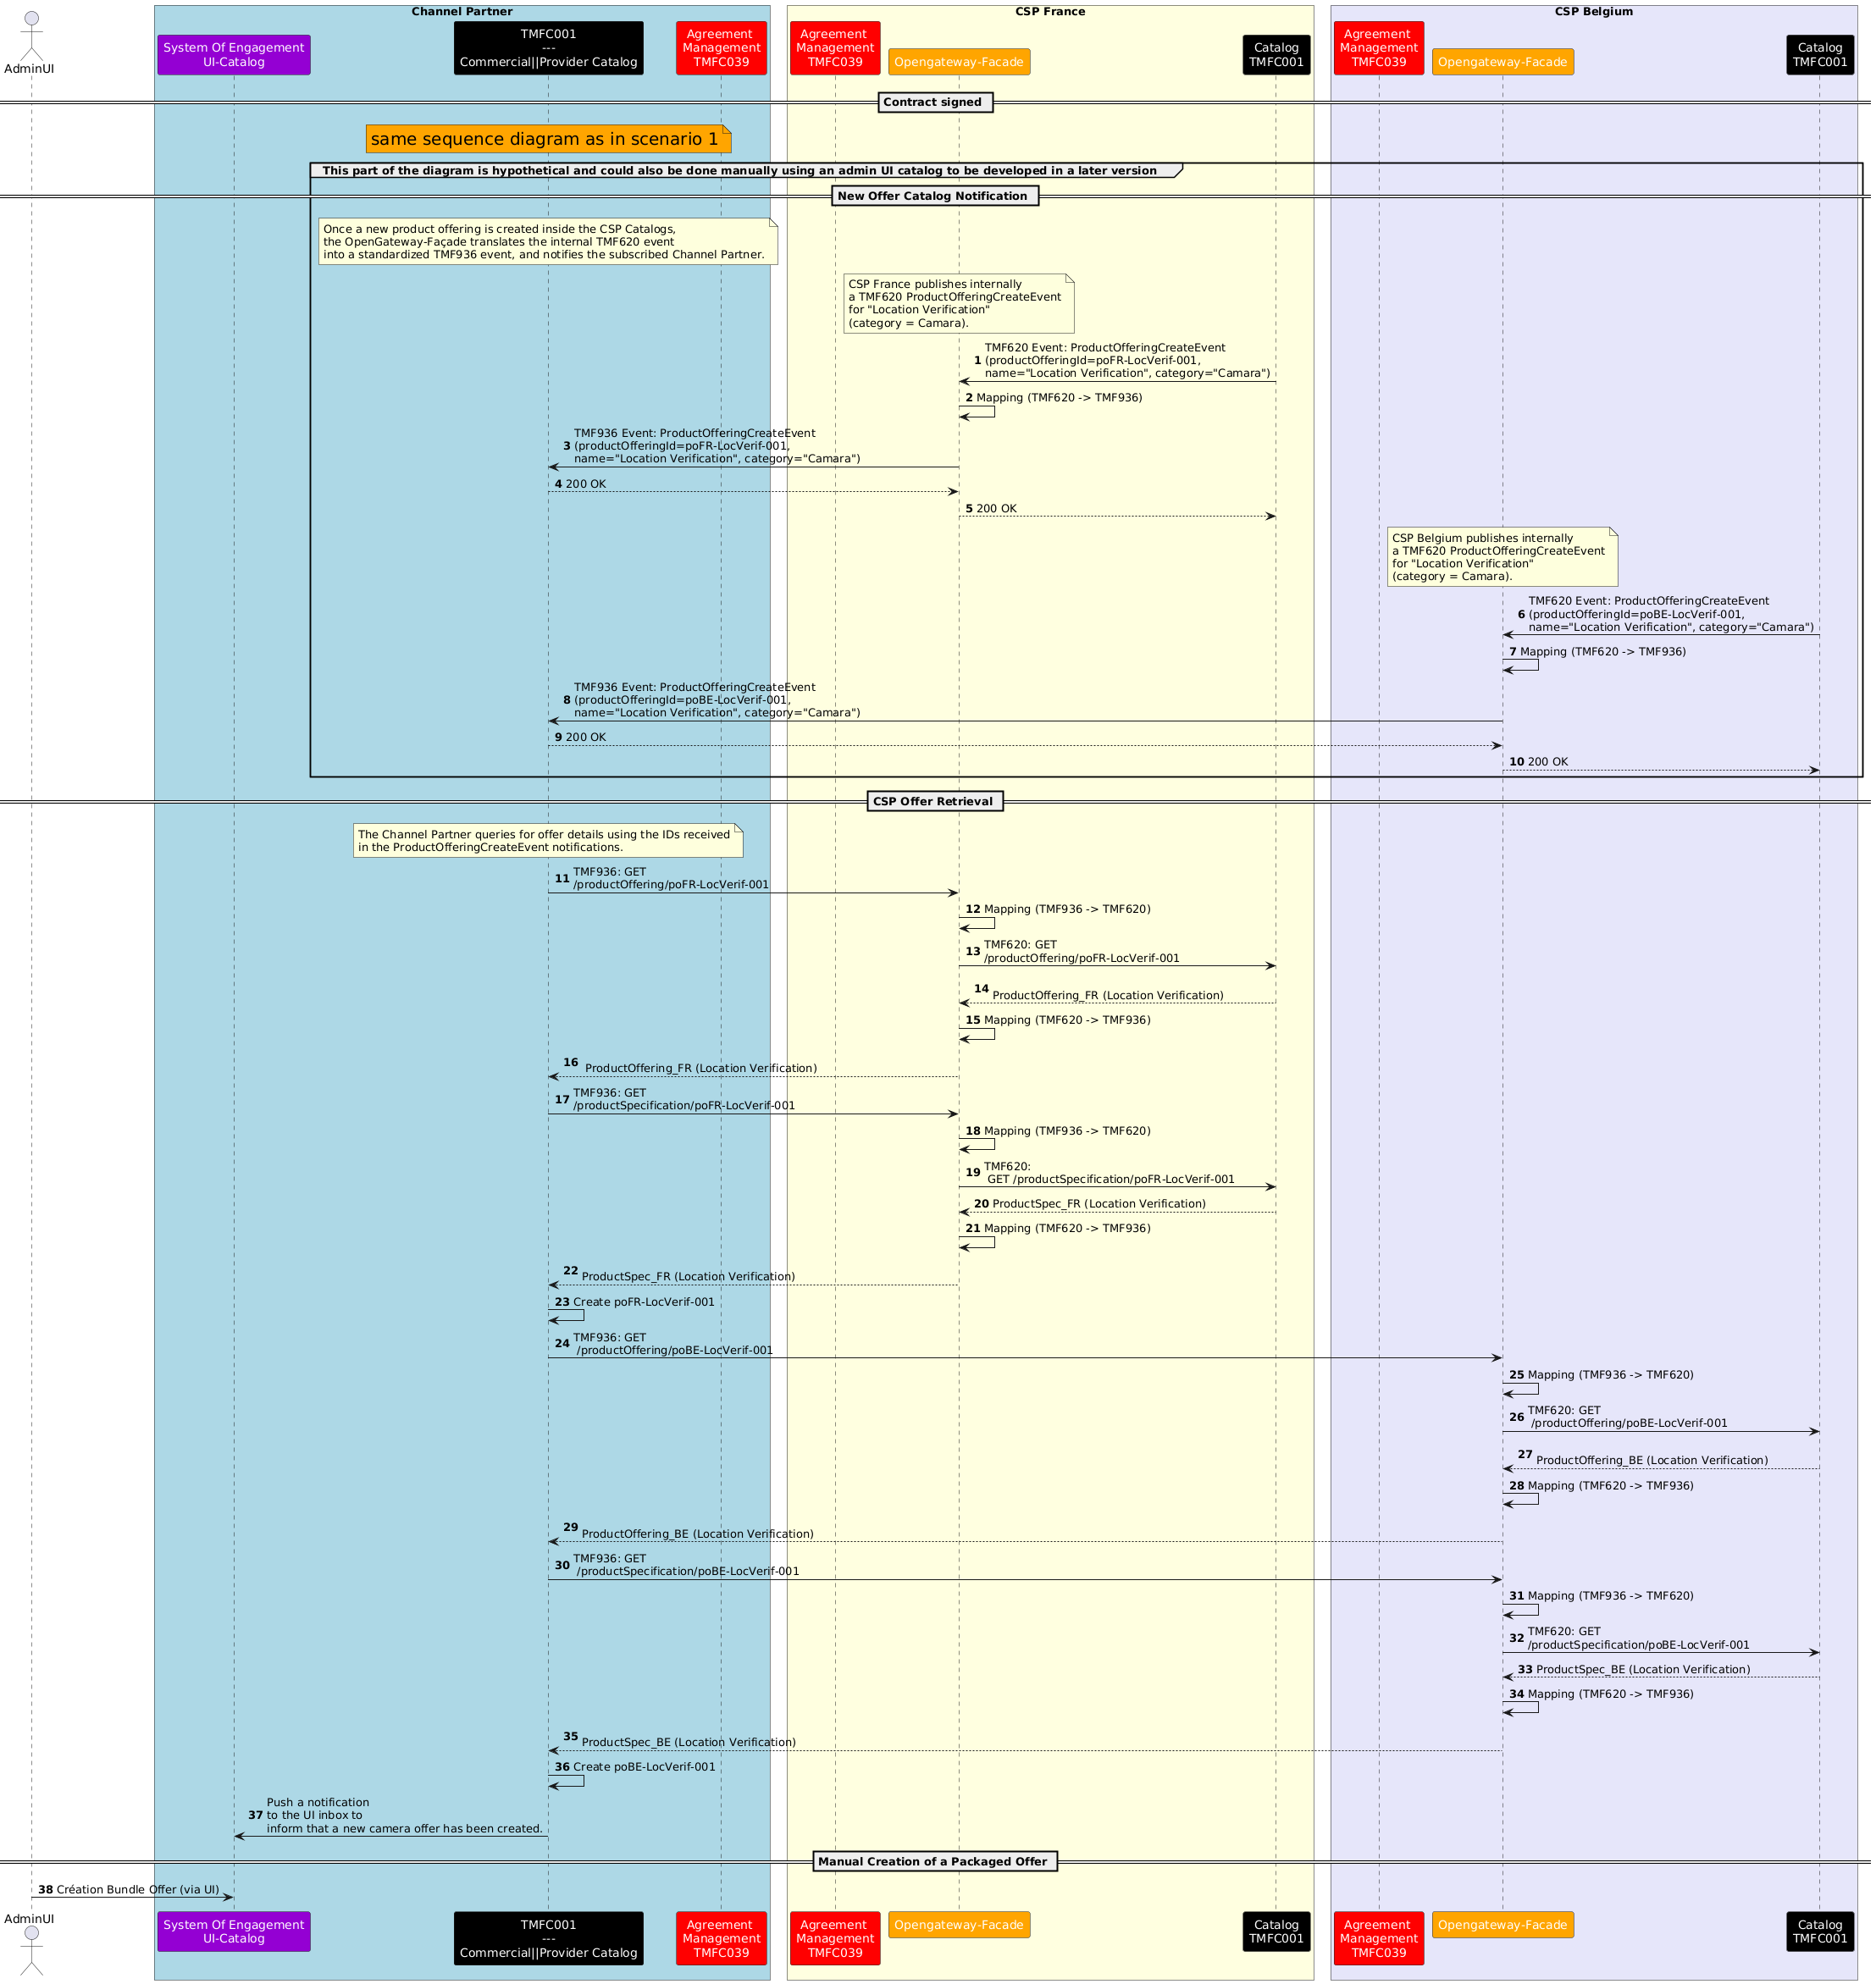 Channel Partner
CSP France
CSP Belgium
AdminUI
System Of Engagement
UI-Catalog
TMFC001
---
Commercial||Provider Catalog
Agreement
Management
TMFC039
Agreement
Management
TMFC039
Opengateway-Facade
Catalog
TMFC001
Agreement
Management
TMFC039
Opengateway-Facade
Catalog
TMFC001
Contract signed
same sequence diagram as in scenario 1
This part of the diagram is hypothetical and could also be done manually using an admin UI catalog to be developed in a later version
New Offer Catalog Notification
Once a new product offering is created inside the CSP Catalogs,
the OpenGateway-Façade translates the internal TMF620 event
into a standardized TMF936 event, and notifies the subscribed Channel Partner.
CSP France publishes internally
a TMF620 ProductOfferingCreateEvent
for "Location Verification"
(category = Camara).
TMF620 Event: ProductOfferingCreateEvent
1 (productOfferingId=poFR-LocVerif-001,
name="Location Verification", category="Camara")
2 Mapping (TMF620 -> TMF936)
TMF936 Event: ProductOfferingCreateEvent
3 (productOfferingId=poFR-LocVerif-001,
name="Location Verification", category="Camara")
4 200 OK
5 200 OK
CSP Belgium publishes internally
a TMF620 ProductOfferingCreateEvent
for "Location Verification"
(category = Camara).
TMF620 Event: ProductOfferingCreateEvent
6 (productOfferingId=poBE-LocVerif-001,
name="Location Verification", category="Camara")
7 Mapping (TMF620 -> TMF936)
TMF936 Event: ProductOfferingCreateEvent
8 (productOfferingId=poBE-LocVerif-001,
name="Location Verification", category="Camara")
9 200 OK
10 200 OK
CSP Offer Retrieval
The Channel Partner queries for offer details using the IDs received
in the ProductOfferingCreateEvent notifications.
11 TMF936: GET
/productOffering/poFR-LocVerif-001
12 Mapping (TMF936 -> TMF620)
13 TMF620: GET
/productOffering/poFR-LocVerif-001
14
ProductOffering_FR (Location Verification)
15 Mapping (TMF620 -> TMF936)
16
ProductOffering_FR (Location Verification)
17 TMF936: GET
/productSpecification/poFR-LocVerif-001
18 Mapping (TMF936 -> TMF620)
19 TMF620:
GET /productSpecification/poFR-LocVerif-001
20 ProductSpec_FR (Location Verification)
21 Mapping (TMF620 -> TMF936)
22
ProductSpec_FR (Location Verification)
23 Create poFR-LocVerif-001
24 TMF936: GET
/productOffering/poBE-LocVerif-001
25 Mapping (TMF936 -> TMF620)
26 TMF620: GET
/productOffering/poBE-LocVerif-001
27
ProductOffering_BE (Location Verification)
28 Mapping (TMF620 -> TMF936)
29
ProductOffering_BE (Location Verification)
30 TMF936: GET
/productSpecification/poBE-LocVerif-001
31 Mapping (TMF936 -> TMF620)
32 TMF620: GET
/productSpecification/poBE-LocVerif-001
33 ProductSpec_BE (Location Verification)
34 Mapping (TMF620 -> TMF936)
35
ProductSpec_BE (Location Verification)
36 Create poBE-LocVerif-001
Push a notification
37 to the UI inbox to
inform that a new camera offer has been created.
Manual Creation of a Packaged Offer
38 Création Bundle Offer (via UI)
AdminUI
System Of Engagement
UI-Catalog
TMFC001
---
Commercial||Provider Catalog
Agreement
Management
TMFC039
Agreement
Management
TMFC039
Opengateway-Facade
Catalog
TMFC001
Agreement
Management
TMFC039
Opengateway-Facade
Catalog
TMFC001